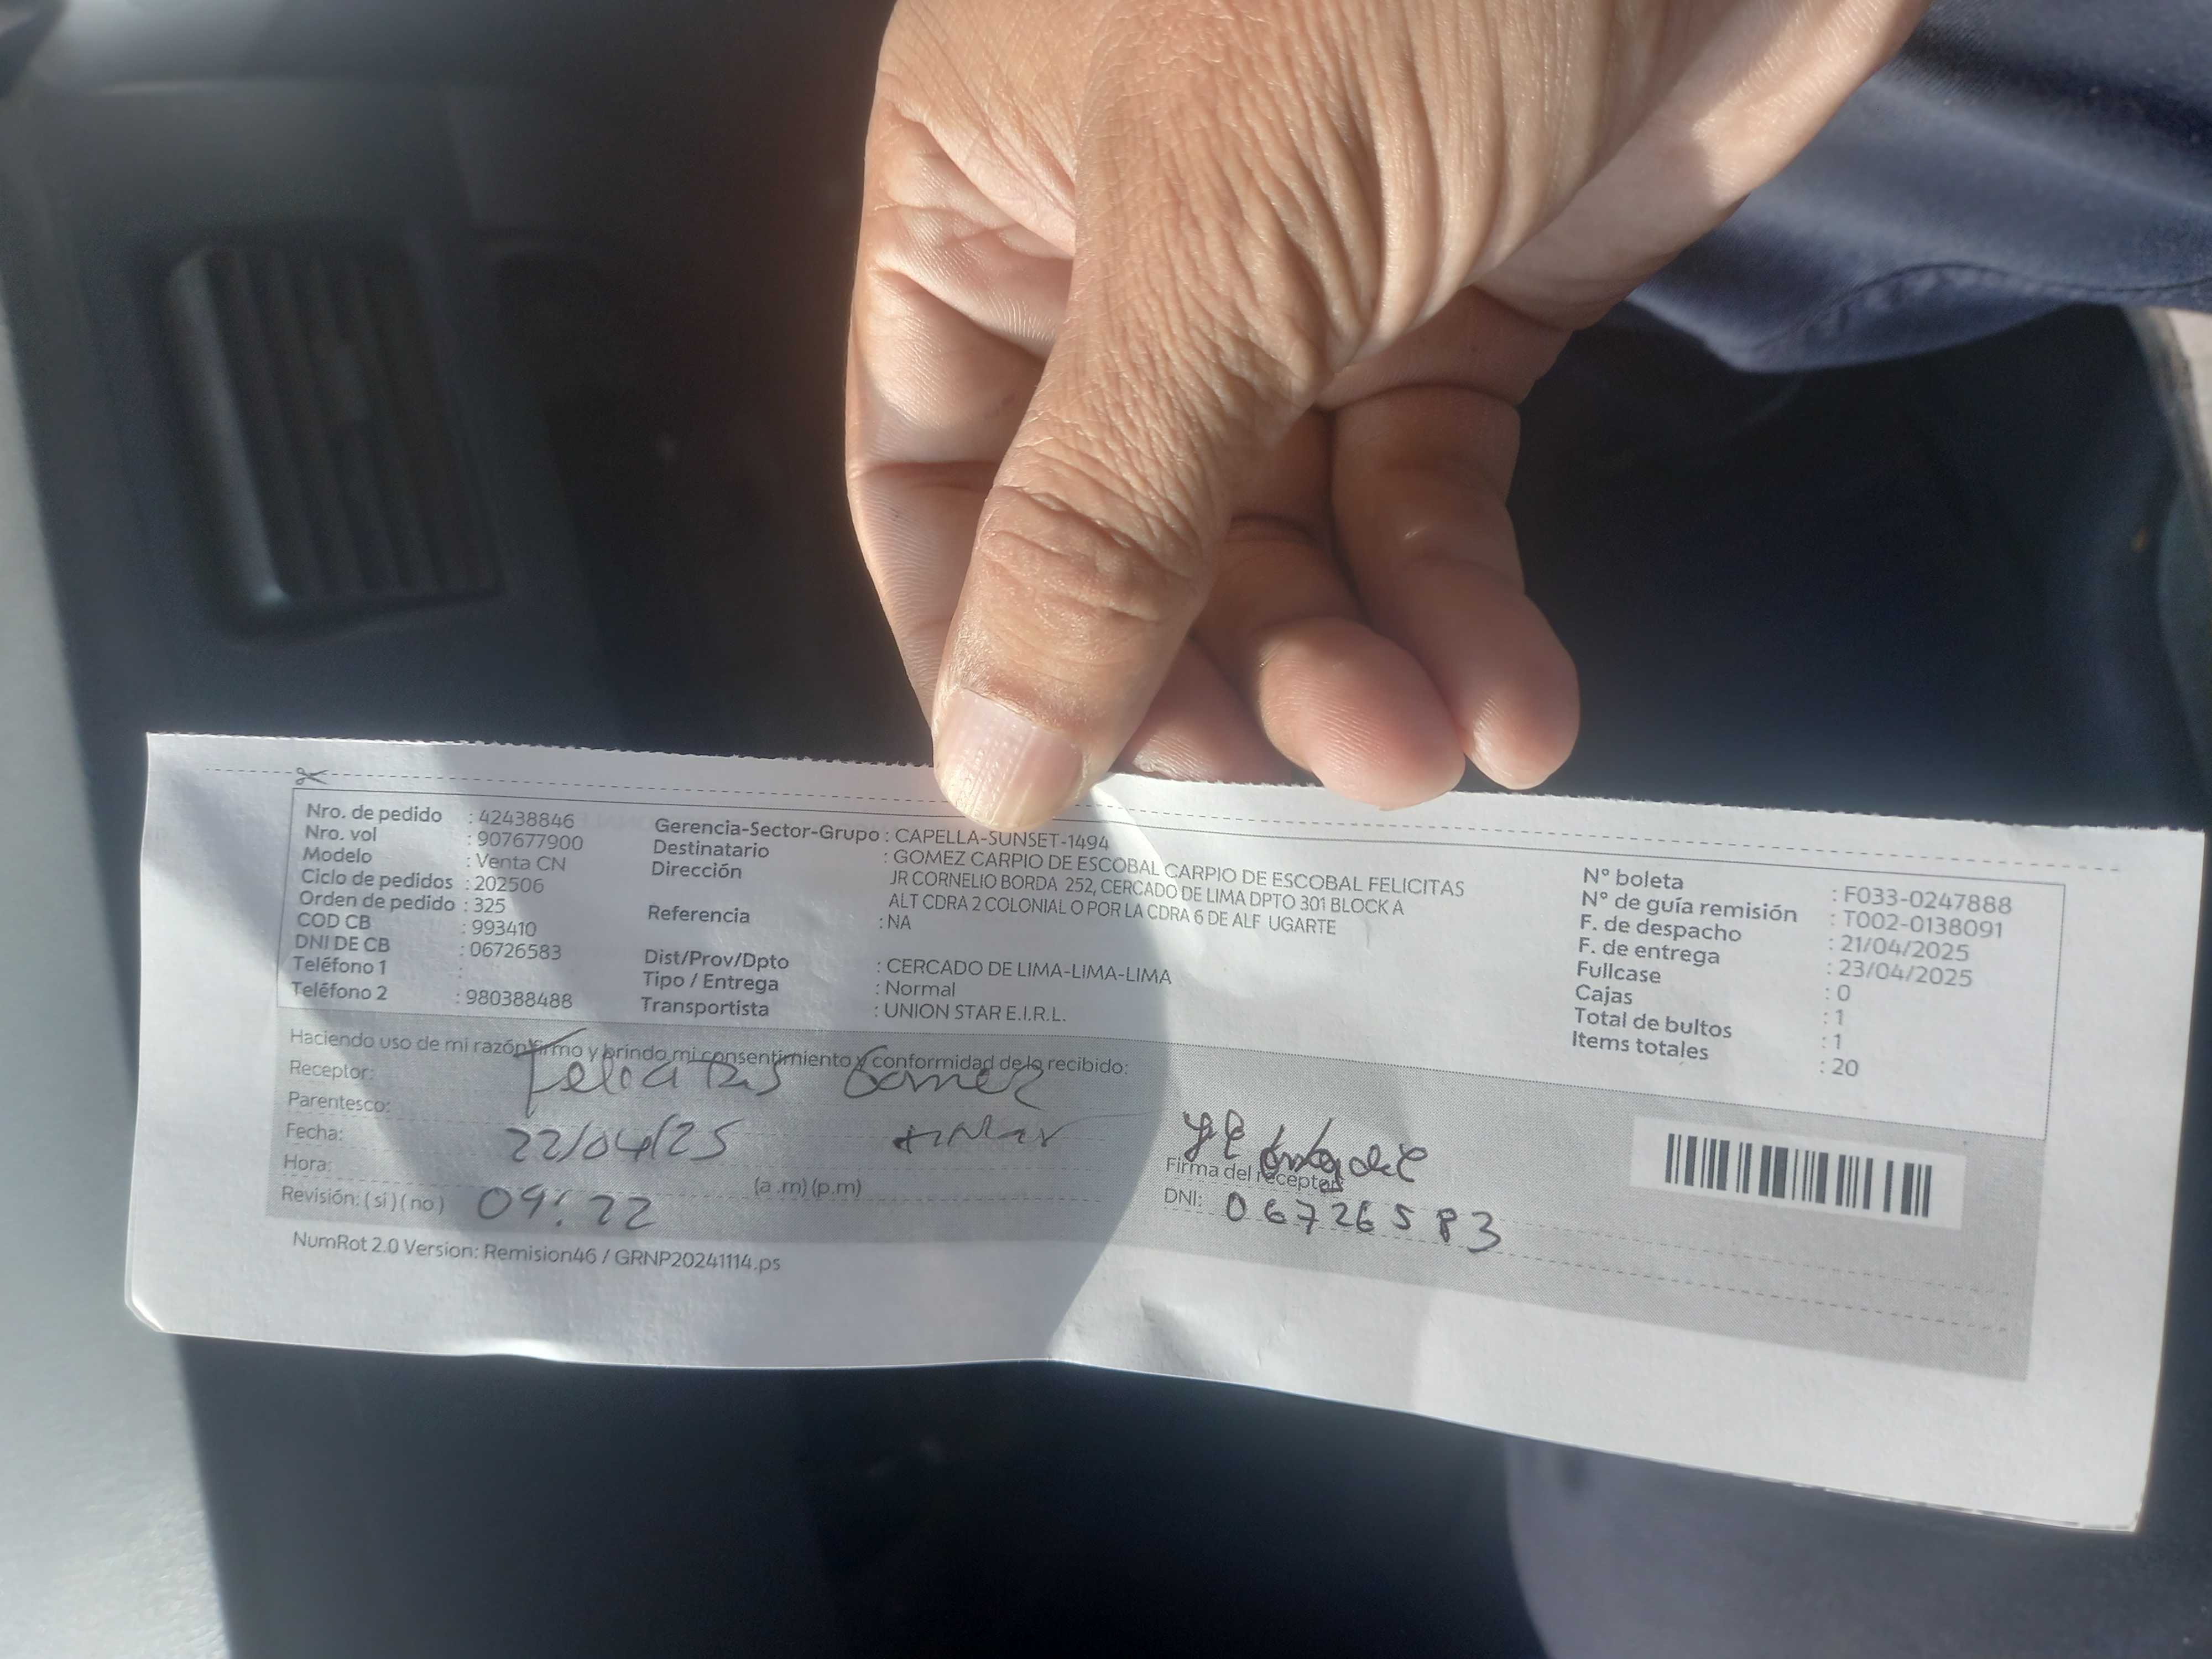 Nro. de pedido : 42438846
Nro. vol : 907677900
Modelo : Venta CN
Ciclo de pedidos : 202506
Orden de pedido : 325
COD CB : 993410
DNI DE CB : 06726583
Teléfono 1 :
Teléfono 2 : 980388488
Gerencia-Sector-Grupo : CAPELLA-SUNSET-1494
Destinatario : GOMEZ CARPIO DE ESCOBAL CARPIO DE ESCOBAL FELICITAS
Dirección JR CORNELIO BORDA 252, CERCADO DE LIMA DPTO 301 BLOCK A
ALT CDRA 2 COLONIAL O POR LA CDRA 6 DE ALF UGARTE
Referencia : NA
Dist/Prov/Dpto : CERCADO DE LIMA-LIMA-LIMA
Tipo / Entrega : Normal
Transportista : UNION STAR E.I.R.L.
N° boleta : F033-0247888
N° de guía remisión : T002-0138091
F. de despacho : 21/04/2025
F. de entrega : 23/04/2025
Fullcase : 0
Cajas : 1
Total de bultos : 1
Items totales : 20
Haciendo uso de mi razón firmo y brindo mi consentimiento y conformidad de lo recibido:
Receptor: Felicitas Gomez
Parentesco:
Fecha: 22/04/25
Hora: (a .m) (p.m)
Revisión: ( si ) ( no ) 09:22
Firma del receptor
DNI: 06726583
NumRot 2.0 Version: Remision46 / GRNP20241114.ps